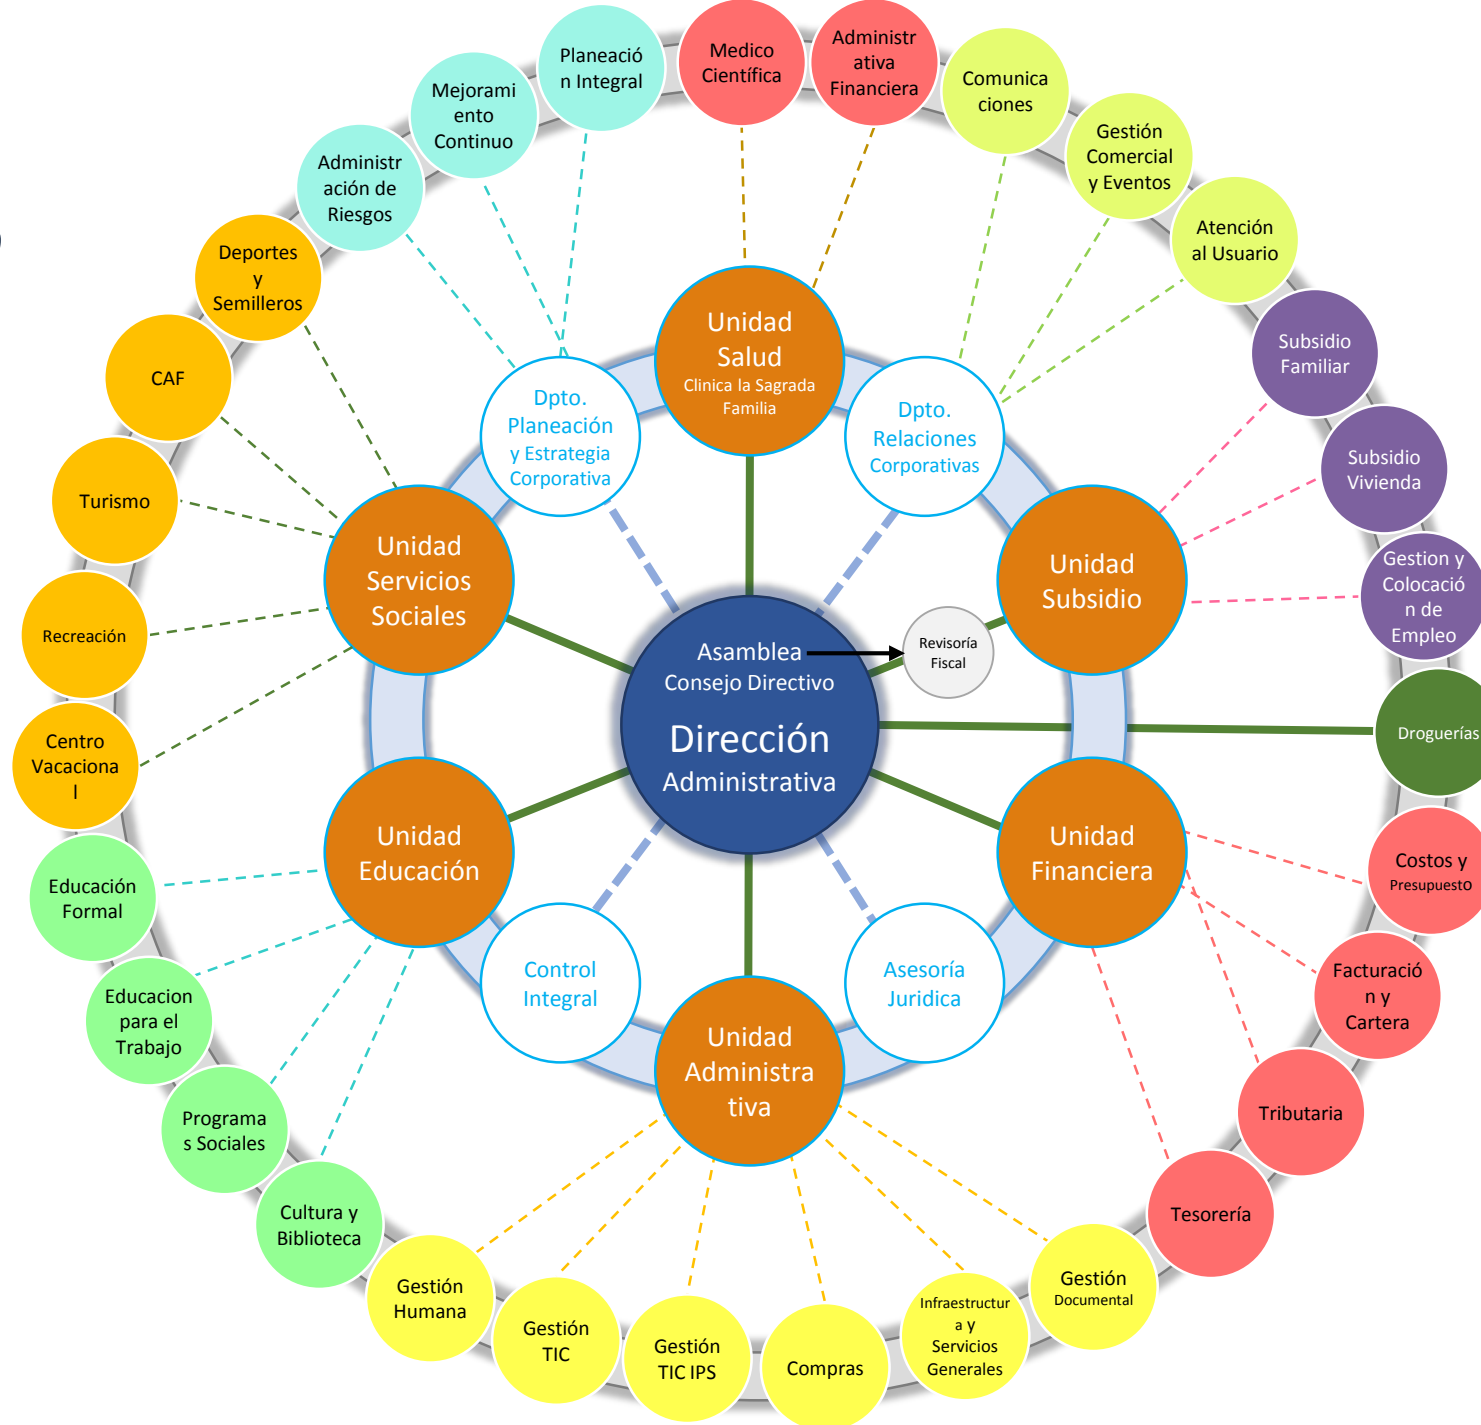 Planeació
n Integral
Medico
Científica
Administr
ativa
Financiera
Comunica
ciones
Mejorami
ento
Continuo
Gestión
Comercial
y Eventos
Administr
ación de
Riesgos
Atención
al Usuario
Deportes
y
Semilleros
Subsidio
Familiar
CAF
Unidad
Salud
Clinica la Sagrada
Familia
Dpto.
Planeación
y Estrategia
Corporativa
Dpto.
Relaciones
Corporativas
Subsidio
Vivienda
Turismo
Unidad
Servicios
Sociales
Unidad
Subsidio
Gestion y
Colocació
n de
Empleo
Recreación
Asamblea
Consejo Directivo
Dirección
Administrativa
Revisoría
Fiscal
Droguerías
Centro
Vacaciona
l
Unidad
Educación
Unidad
Financiera
Costos y
Presupuesto
Educación
Formal
Control
Integral
Asesoría
Juridica
Facturació
n y
Cartera
Educacion
para el
Trabajo
Unidad
Administra
tiva
Tributaria
Programa
s Sociales
Cultura y
Biblioteca
Tesorería
Gestión
Humana
Gestión
TIC
Gestión
TIC IPS
Compras
Infraestructur
a y
Servicios
Generales
Gestión
Documental